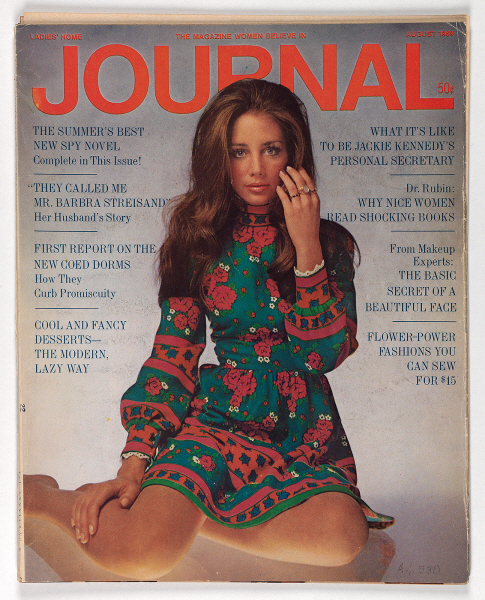 LADIES' HOME
THE MAGAZINE WOMEN BELIEVE IN
AUGUST 1969
JOURNAL
50¢
THE SUMMER'S BEST
NEW SPY NOVEL
Complete in This Issue!
"THEY CALLED ME
MR. BARBRA STREISAND"
Her Husband's Story
FIRST REPORT ON THE
NEW COED DORMS
How They
Curb Promiscuity
COOL AND FANCY
DESSERTS—
THE MODERN,
LAZY WAY
WHAT IT'S LIKE
TO BE JACKIE KENNEDY'S
PERSONAL SECRETARY
Dr. Rubin:
WHY NICE WOMEN
READ SHOCKING BOOKS
From Makeup
Experts:
THE BASIC
SECRET OF A
BEAUTIFUL FACE
FLOWER-POWER
FASHIONS YOU
CAN SEW
FOR $15